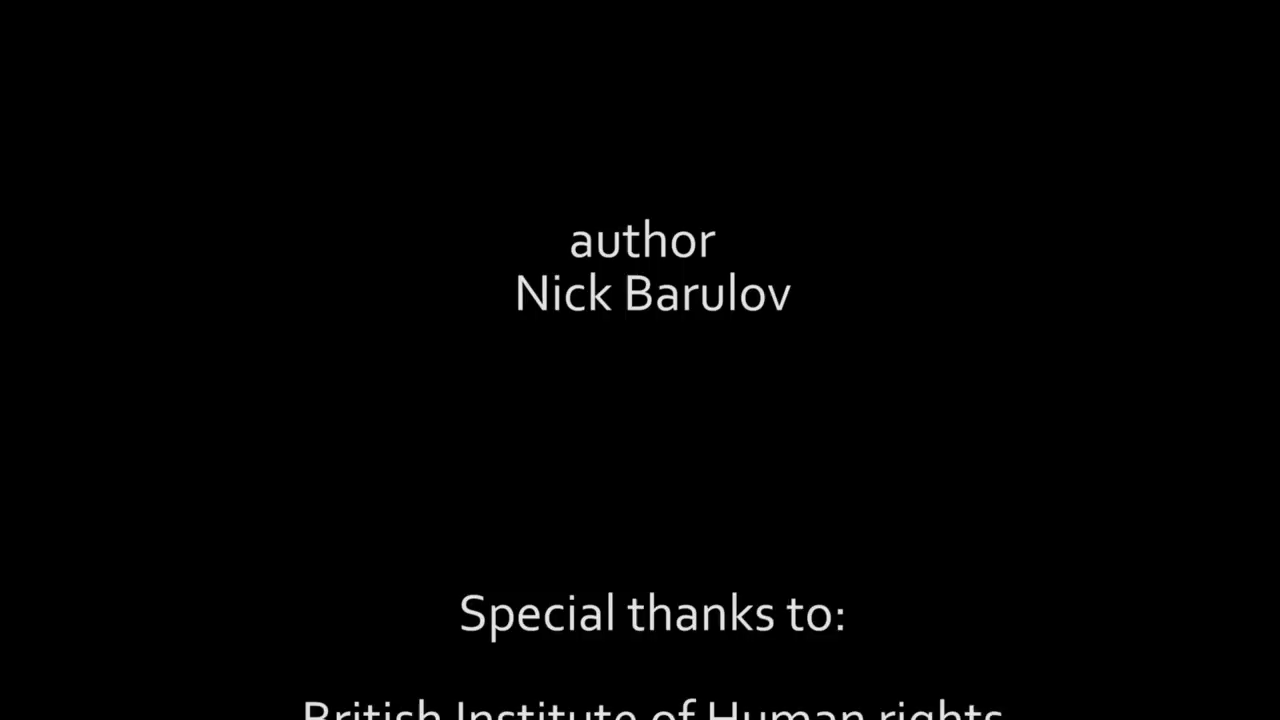 author
Nick Barulov
Special thanks to:
British Institute of Human rights